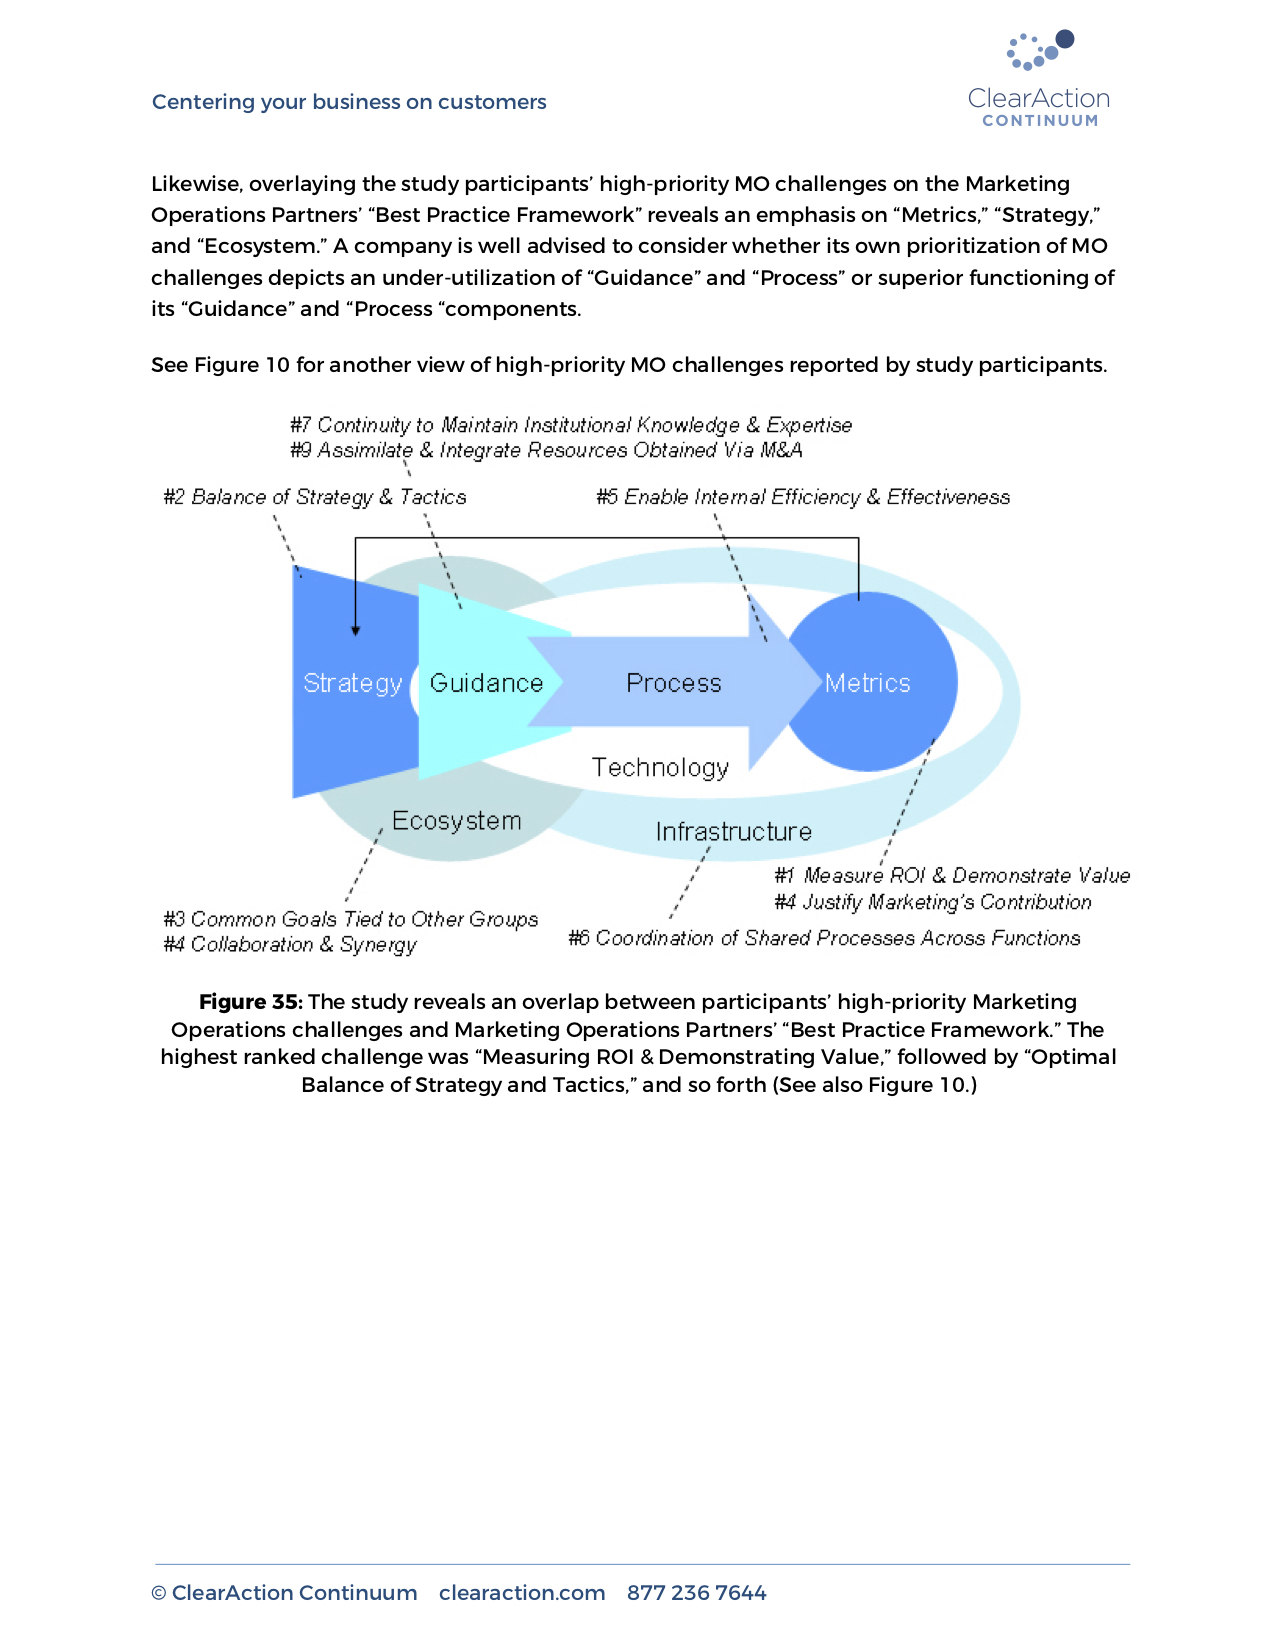 Centering your business on customers
ClearAction
CONTINUUM
Likewise, overlaying the study participants’ high-priority MO challenges on the Marketing
Operations Partners’ “Best Practice Framework” reveals an emphasis on “Metrics,” “Strategy,”
and “Ecosystem.” A company is well advised to consider whether its own prioritization of MO
challenges depicts an under-utilization of “Guidance” and “Process” or superior functioning of
its “Guidance” and “Process “components.
See Figure 10 for another view of high-priority MO challenges reported by study participants.
#7 Continuity to Maintain Institutional Knowledge & Expertise
#9 Assimilate & Integrate Resources Obtained Via M&A
#2 Balance of Strategy & Tactics
#5 Enable Internal Efficiency & Effectiveness
Strategy
Guidance
Process
Metrics
Technology
Ecosystem
Infrastructure
#1 Measure ROI & Demonstrate Value
#4 Justify Marketing's Contribution
#3 Common Goals Tied to Other Groups
#4 Collaboration & Synergy
#6 Coordination of Shared Processes Across Functions
Figure 35: The study reveals an overlap between participants’ high-priority Marketing
Operations challenges and Marketing Operations Partners’ “Best Practice Framework.” The
highest ranked challenge was “Measuring ROI & Demonstrating Value,” followed by “Optimal
Balance of Strategy and Tactics,” and so forth (See also Figure 10.)
© ClearAction Continuum clearaction.com 877 236 7644